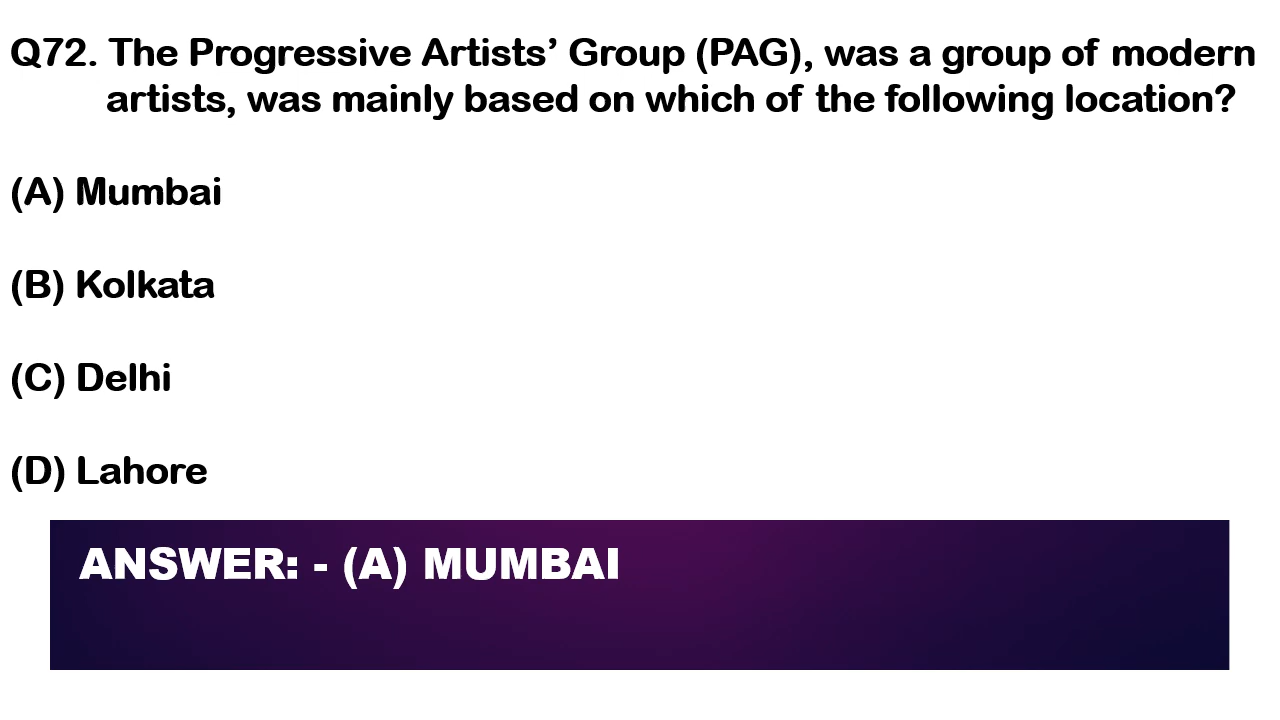 Q72. The Progressive Artists’ Group (PAG), was a group of modern
artists, was mainly based on which of the following location?
(A) Mumbai
(B) Kolkata
(C) Delhi
(D) Lahore
ANSWER: - (A) MUMBAI